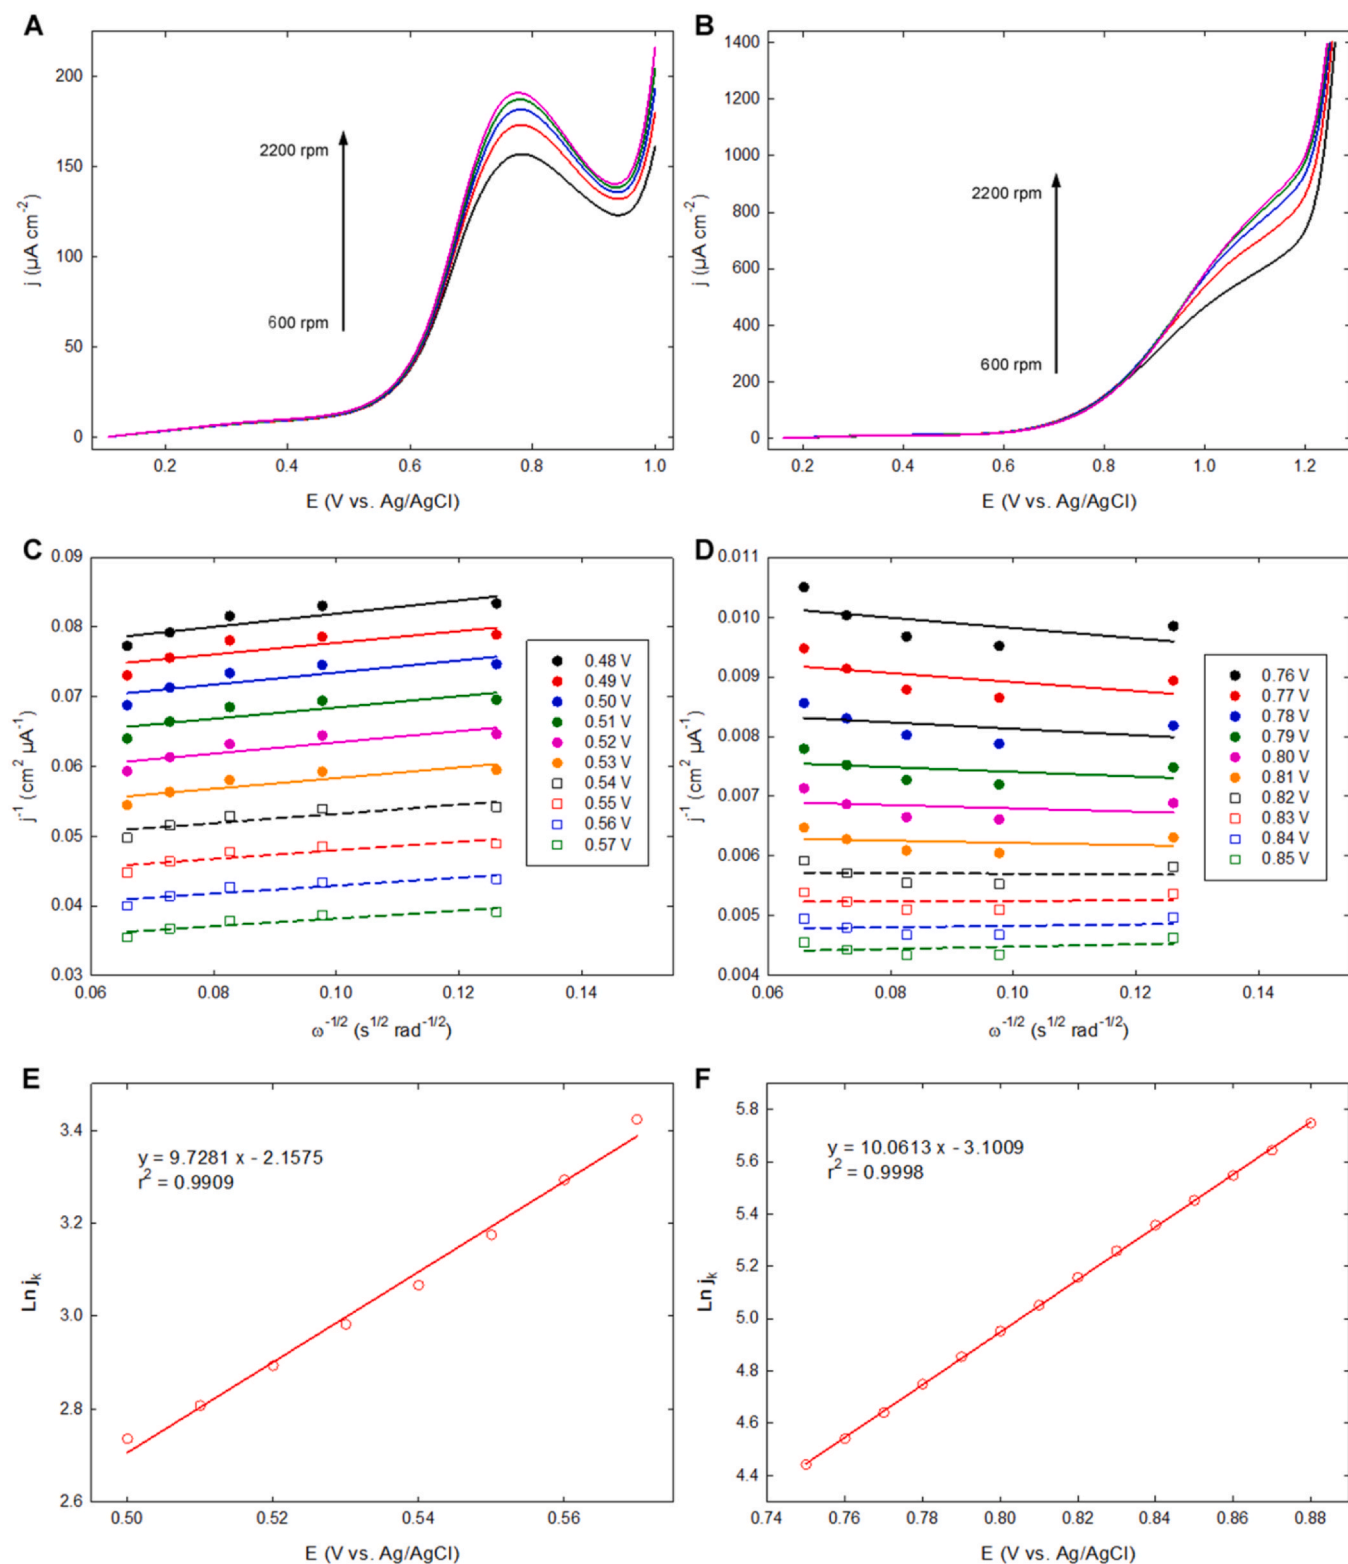 A
j (µA cm-2)
200
150
100
50
0
2200 rpm
600 rpm
0.2
0.4
0.6
0.8
1.0
E (V vs. Ag/AgCl)
B
j (µA cm-2)
1400
1200
1000
800
600
400
200
0
2200 rpm
600 rpm
0.2
0.4
0.6
0.8
1.0
1.2
E (V vs. Ag/AgCl)
C
j-1 (cm2 µA-1)
0.09
0.08
0.07
0.06
0.05
0.04
0.03
0.48 V
0.49 V
0.50 V
0.51 V
0.52 V
0.53 V
0.54 V
0.55 V
0.56 V
0.57 V
0.06
0.08
0.10
0.12
0.14
ω-1/2 (s1/2 rad-1/2)
D
j-1 (cm2 µA-1)
0.011
0.010
0.009
0.008
0.007
0.006
0.005
0.004
0.76 V
0.77 V
0.78 V
0.79 V
0.80 V
0.81 V
0.82 V
0.83 V
0.84 V
0.85 V
0.06
0.08
0.10
0.12
0.14
ω-1/2 (s1/2 rad-1/2)
E
Ln jk
3.4
3.2
3.0
2.8
2.6
y = 9.7281 x - 2.1575
r2 = 0.9909
0.50
0.52
0.54
0.56
E (V vs. Ag/AgCl)
F
Ln jk
5.8
5.6
5.4
5.2
5.0
4.8
4.6
4.4
y = 10.0613 x - 3.1009
r2 = 0.9998
0.74
0.76
0.78
0.80
0.82
0.84
0.86
0.88
E (V vs. Ag/AgCl)